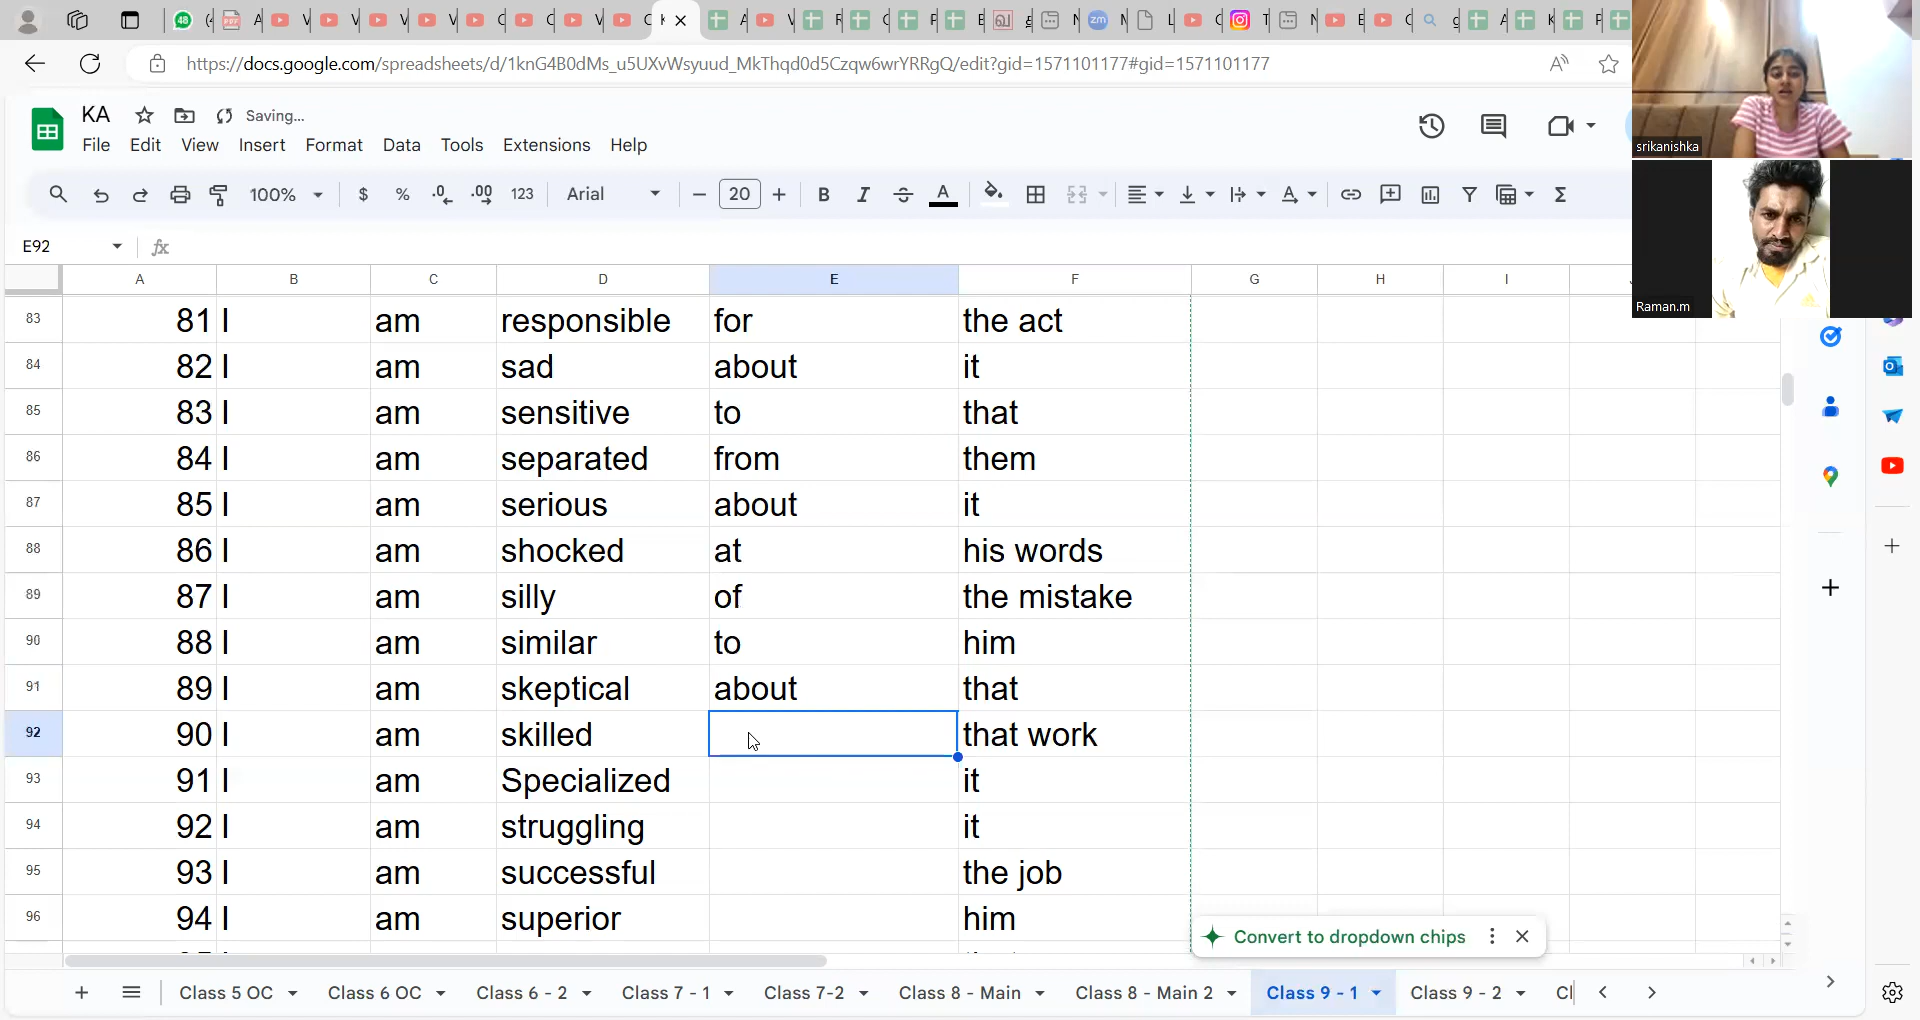 https://docs.google.com/spreadsheets/d/1knG4B0dMs_u5UXvWsyuud_MkThqd0d5Czqw6wrYRRgQ/edit?gid=1571101177#gid=1571101177
KA
Saving...
File Edit View Insert Format Data Tools Extensions Help
100% $ % .0 .00 123 Arial 20 B I A
E92 fx
A B C D E F G H I
83 81 I am responsible for the act
84 82 I am sad about it
85 83 I am sensitive to that
86 84 I am separated from them
87 85 I am serious about it
88 86 I am shocked at his words
89 87 I am silly of the mistake
90 88 I am similar to him
91 89 I am skeptical about that
92 90 I am skilled that work
93 91 I am Specialized it
94 92 I am struggling it
95 93 I am successful the job
96 94 I am superior him
Convert to dropdown chips
Class 5 OC Class 6 OC Class 6 - 2 Class 7 - 1 Class 7-2 Class 8 - Main Class 8 - Main 2 Class 9 - 1 Class 9 - 2
srikanishka
Raman.m